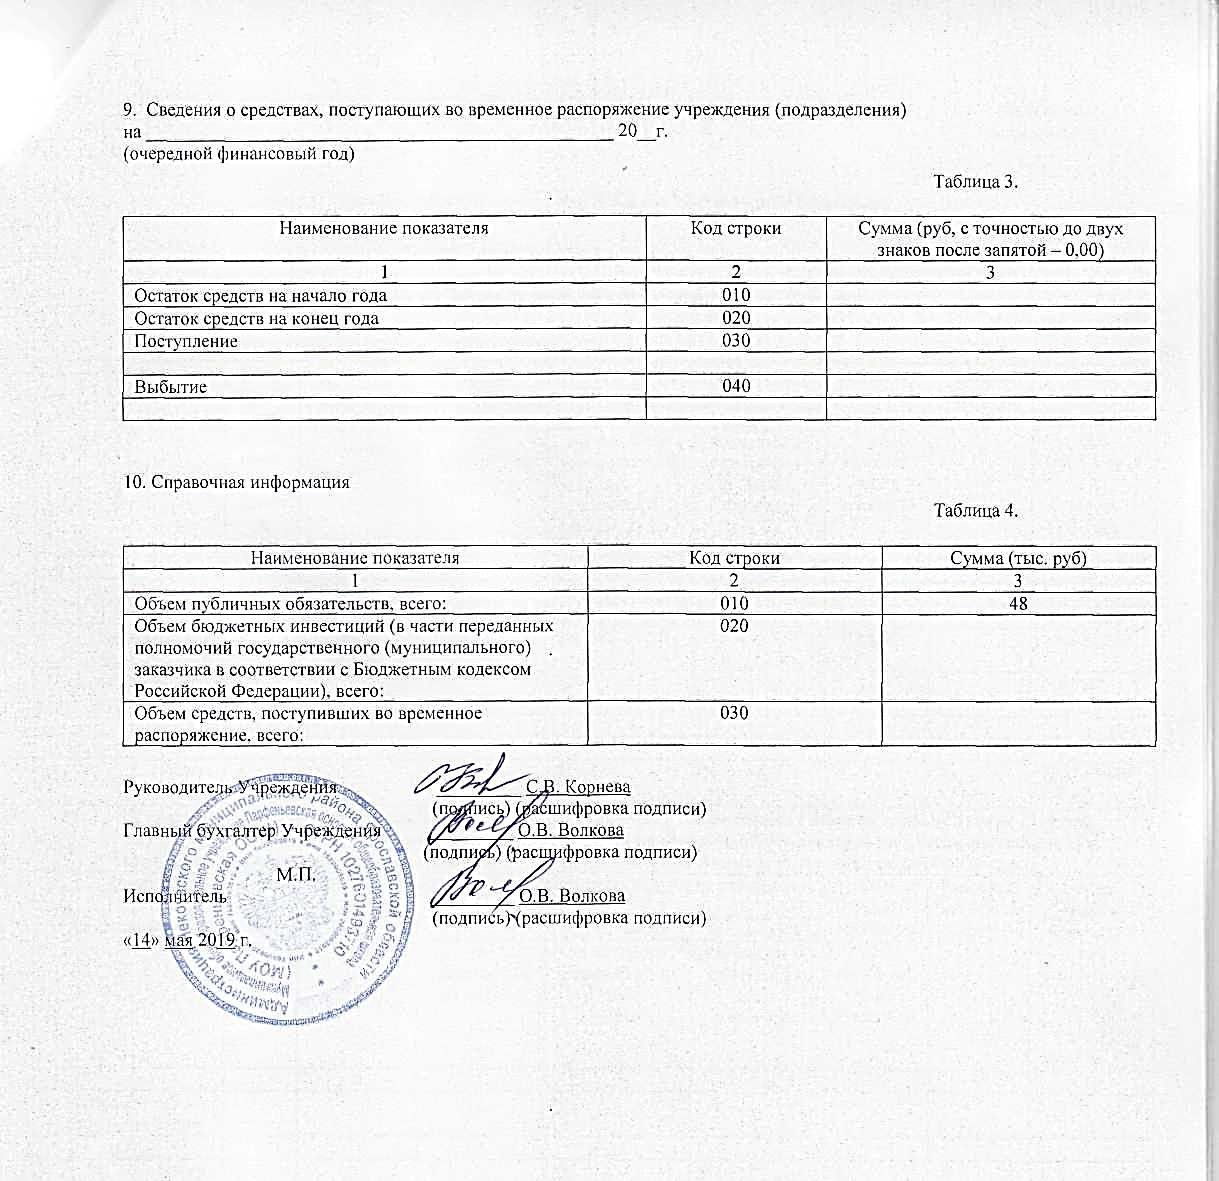 9. Сведения о средствах, поступающих во временное распоряжение учреждения (подразделения)
на ____________________ 20__г.
(очередной финансовый год)
Таблица 3.
Наименование показателя Код строки Сумма (руб, с точностью до двух
знаков после запятой – 0,00)
1 2 3
Остаток средств на начало года 010
Остаток средств на конец года 020
Поступление 030
Выбытие 040
10. Справочная информация
Таблица 4.
Наименование показателя Код строки Сумма (тыс. руб)
1 2 3
Объем публичных обязательств, всего: 010 48
Объем бюджетных инвестиций (в части переданных 020
полномочий государственного (муниципального)
заказчика в соответствии с Бюджетным кодексом
Российской Федерации), всего:
Объем средств, поступивших во временное 030
распоряжение, всего:
Руководитель Учреждения С.В. Корнева
(подпись) (расшифровка подписи)
Главный бухгалтер Учреждения О.В. Волкова
(подпись) (расшифровка подписи)
М.П.
Исполнитель О.В. Волкова
(подпись) (расшифровка подписи)
«14» мая 2019 г.
муниципального района Ярославской области
Администрация